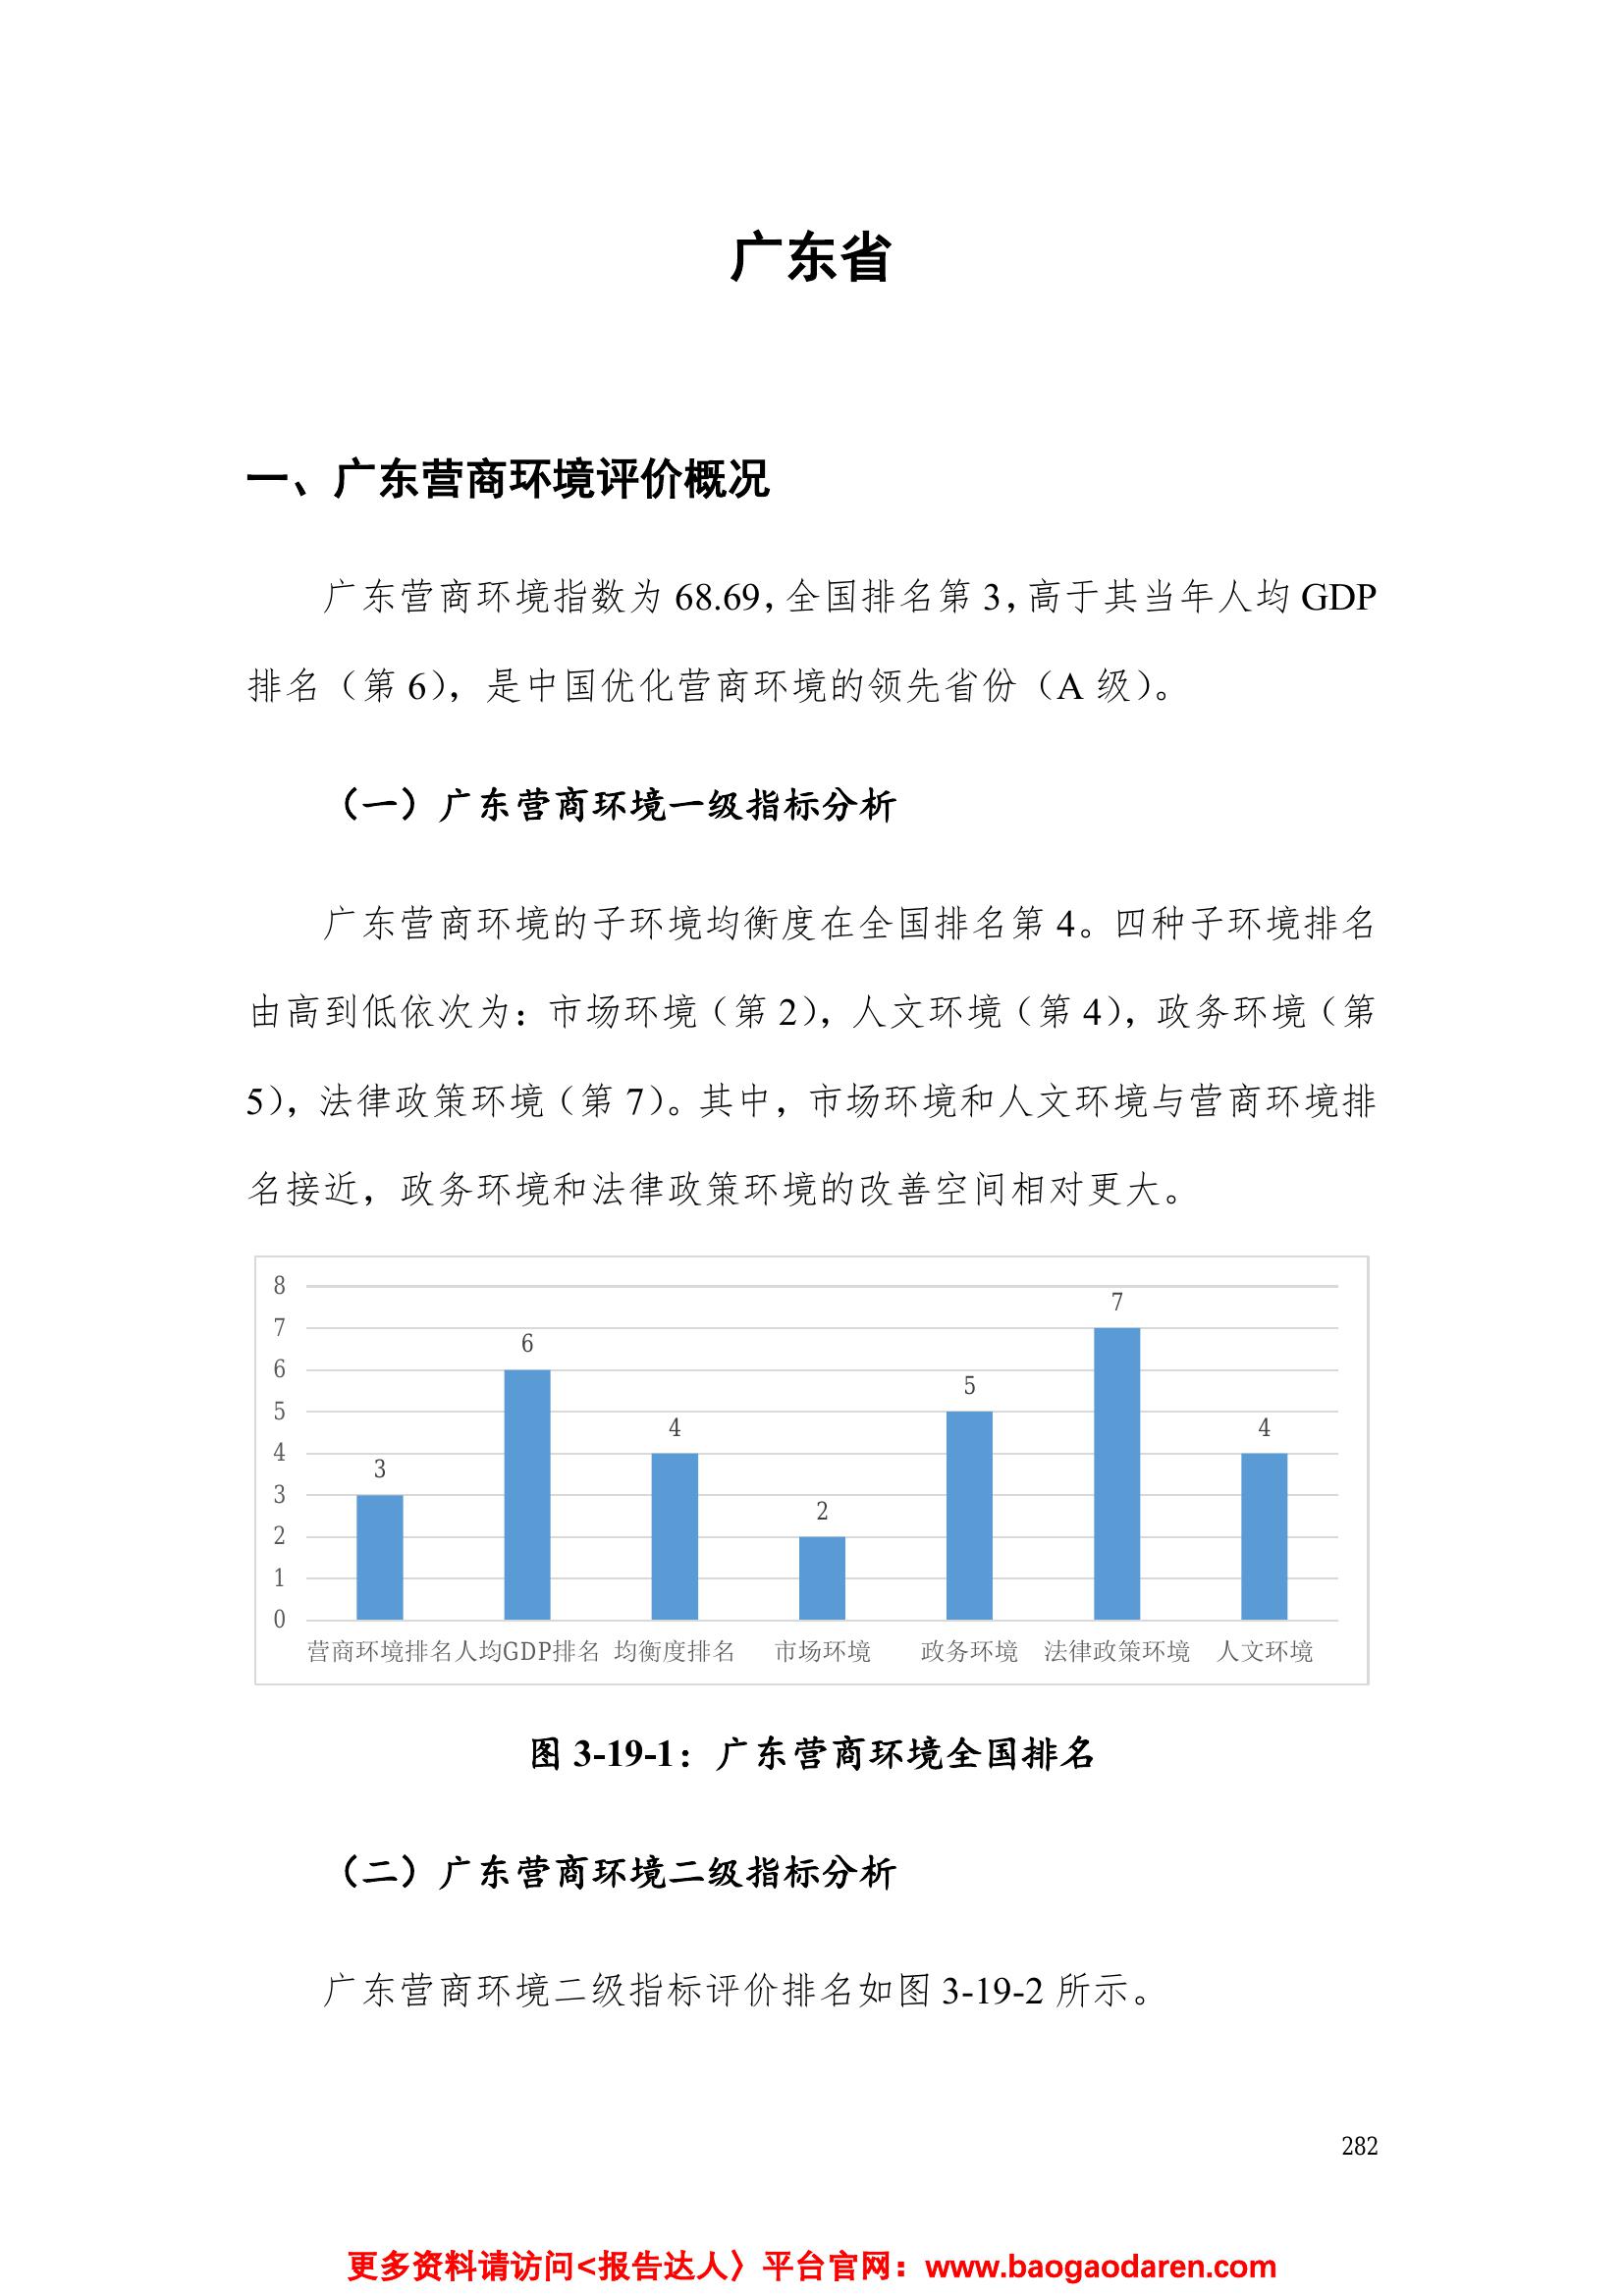 广东省
一、广东营商环境评价概况
广东营商环境指数为 68.69，全国排名第 3，高于其当年人均 GDP
排名（第 6），是中国优化营商环境的领先省份（A 级）。
（一）广东营商环境一级指标分析
广东营商环境的子环境均衡度在全国排名第 4。四种子环境排名
由高到低依次为：市场环境（第 2），人文环境（第 4），政务环境（第
5），法律政策环境（第 7）。其中，市场环境和人文环境与营商环境排
名接近，政务环境和法律政策环境的改善空间相对更大。
8
7
6
5
4
3
2
1
0
3
6
4
2
5
7
4
营商环境排名 人均GDP排名 均衡度排名 市场环境 政务环境 法律政策环境 人文环境
图 3-19-1：广东营商环境全国排名
（二）广东营商环境二级指标分析
广东营商环境二级指标评价排名如图 3-19-2 所示。
282
更多资料请访问<报告达人〉平台官网：www.baogaodaren.com